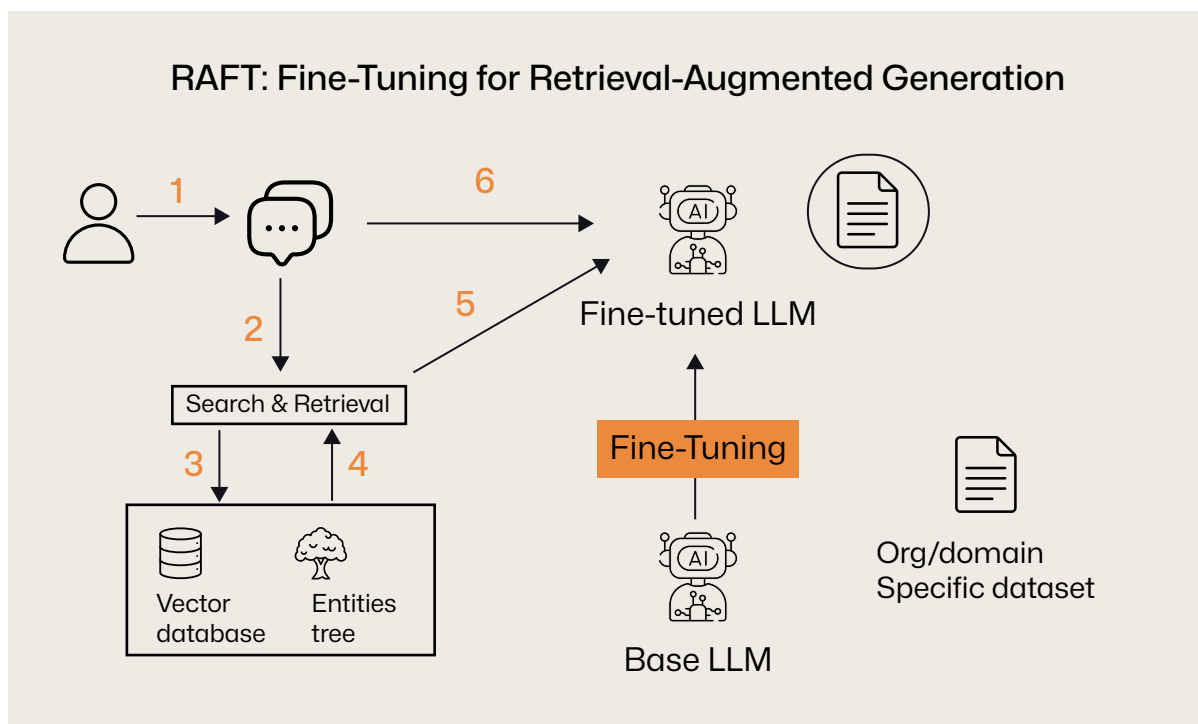 RAFT: Fine-Tuning for Retrieval-Augmented Generation
1
6
AI
Fine-tuned LLM
2
5
Search & Retrieval
3
4
Fine-Tuning
Vector
database
Entities
tree
AI
Base LLM
Org/domain
Specific dataset